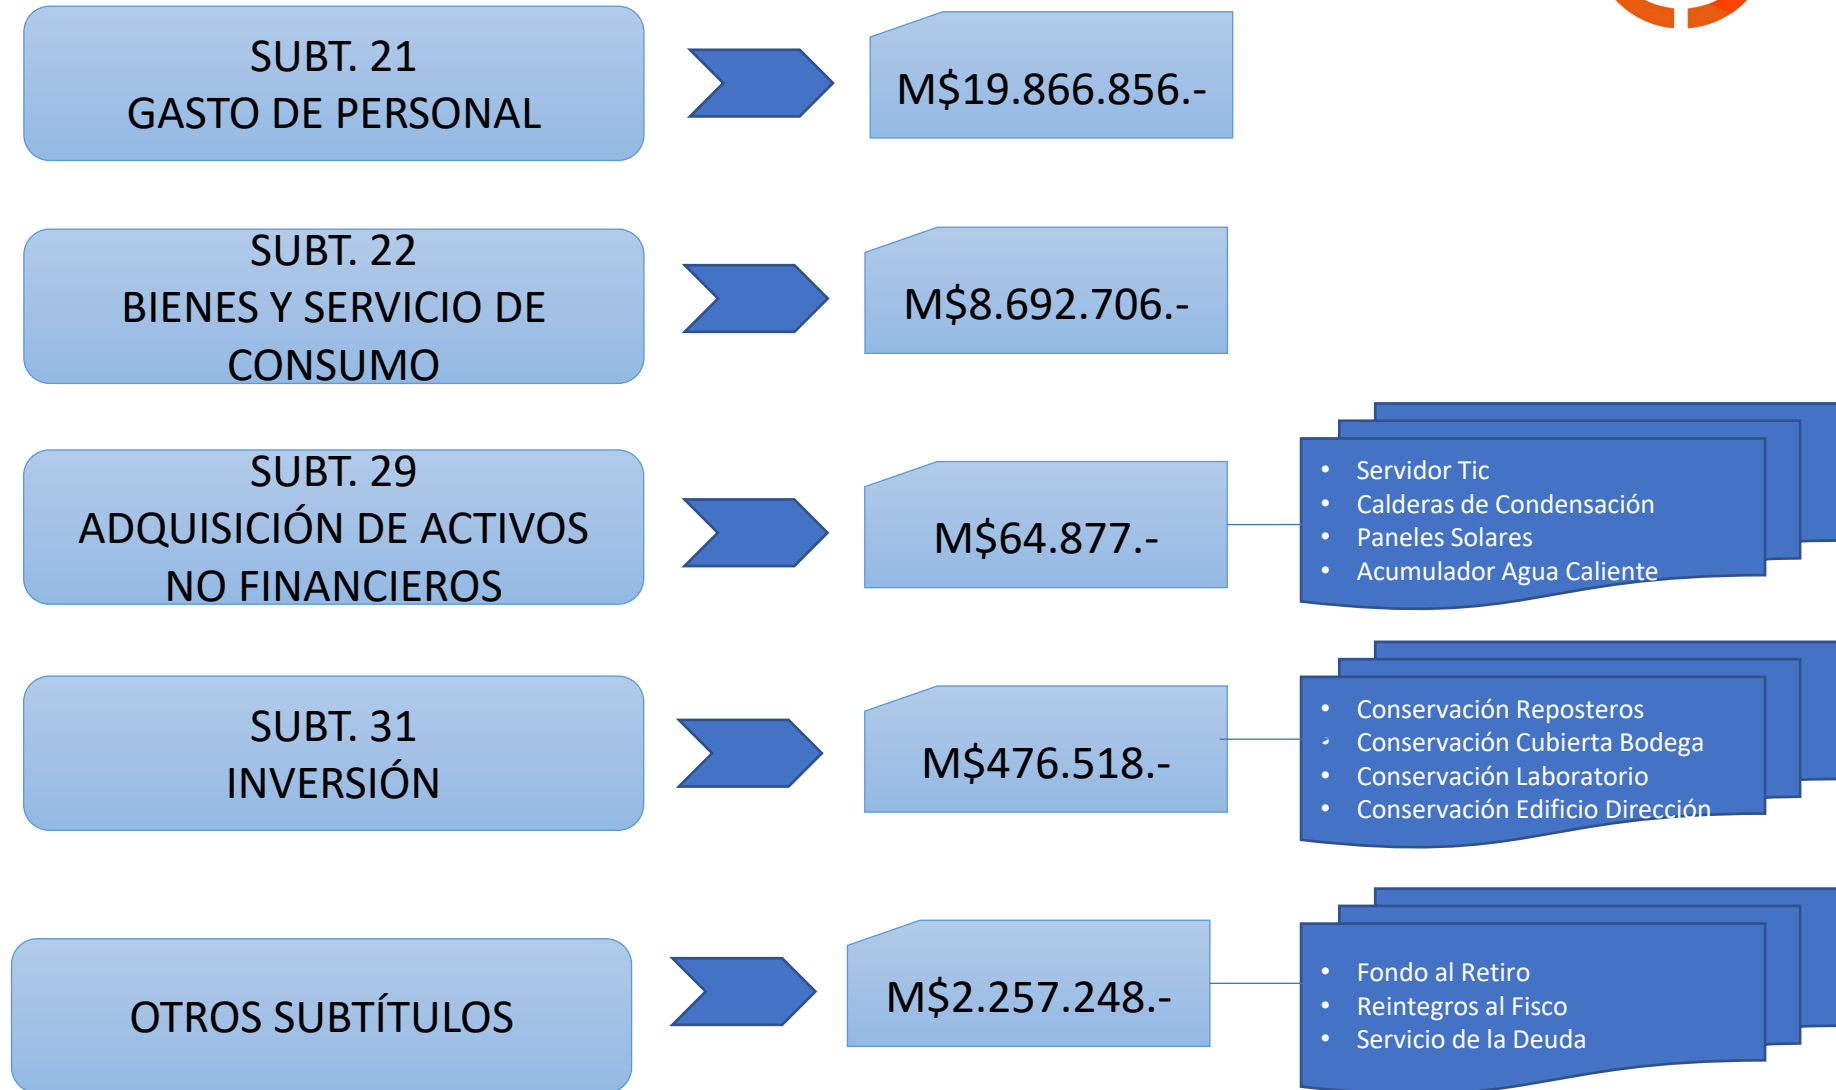 SUBT. 21
GASTO DE PERSONAL
M$19.866.856.-
SUBT. 22
BIENES Y SERVICIO DE
CONSUMO
M$8.692.706.-
SUBT. 29
ADQUISICIÓN DE ACTIVOS
NO FINANCIEROS
M$64.877.-
• Servidor Tic
• Calderas de Condensación
• Paneles Solares
• Acumulador Agua Caliente
SUBT. 31
INVERSIÓN
M$476.518.-
• Conservación Reposteros
• Conservación Cubierta Bodega
• Conservación Laboratorio
• Conservación Edificio Dirección
OTROS SUBTÍTULOS
M$2.257.248.-
• Fondo al Retiro
• Reintegros al Fisco
• Servicio de la Deuda